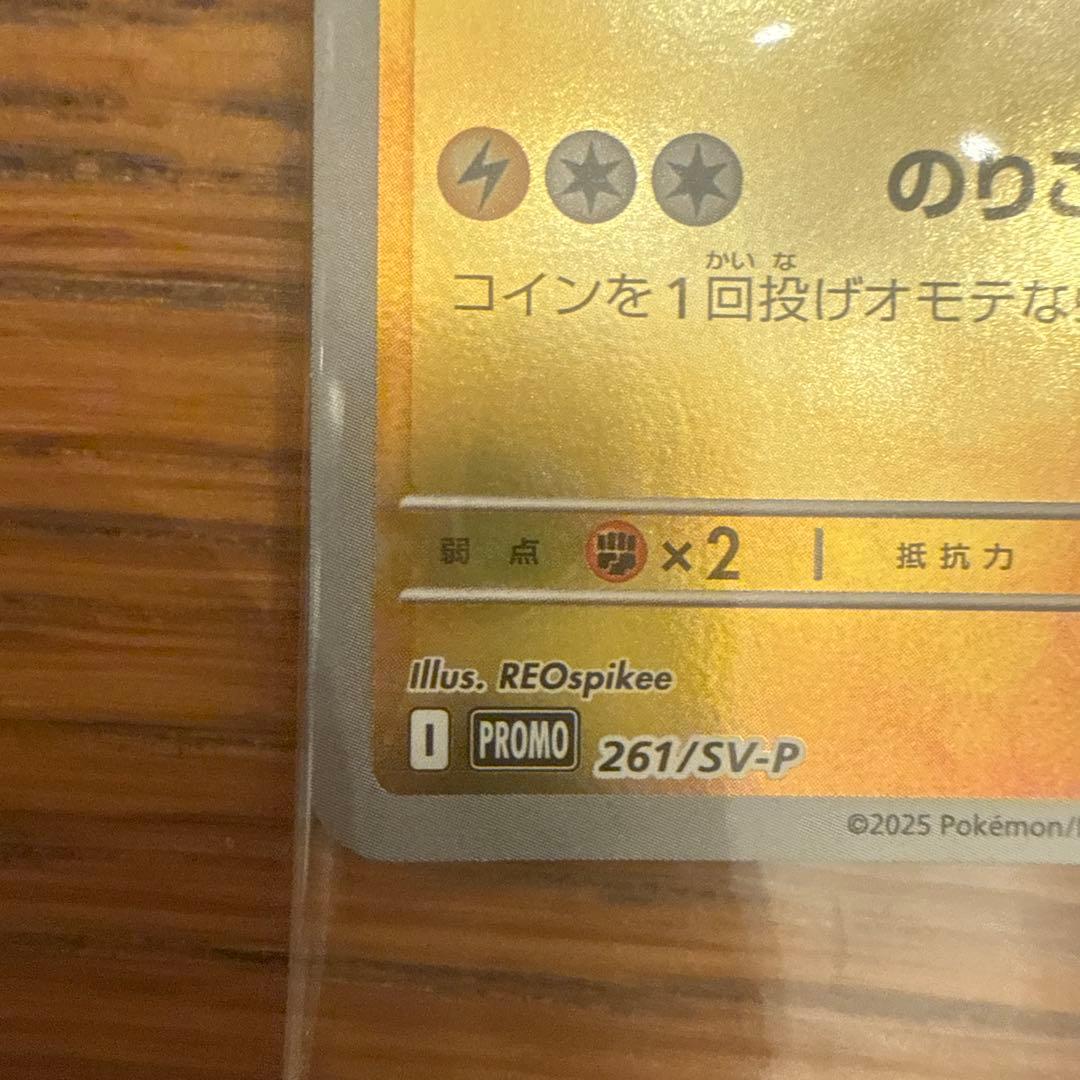 のりこ
かい な
コインを1回投げオモテなら
弱点 ×2 抵抗力
Illus. REOspikee
I PROMO 261/SV-P
©2025 Pokémon/